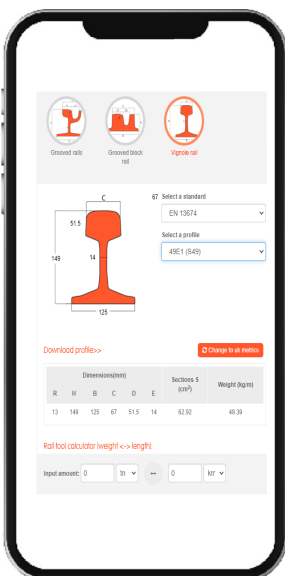 Grooved rails
Grooved block
rail
Vignole rail
C
67
Select a standard
EN 13674
51.5
Select a profile
49E1 (S49)
149
14
125
Download profile>>
Change to uk metrics
Dimensions(mm)
Sections S
(cm²)
Weight (kg/m)
R H B C D E
13 149 125 67 51.5 14 62.92 49.39
Rail tool calculator (weight <-> length)
Input amount: 0 tn ↔ 0